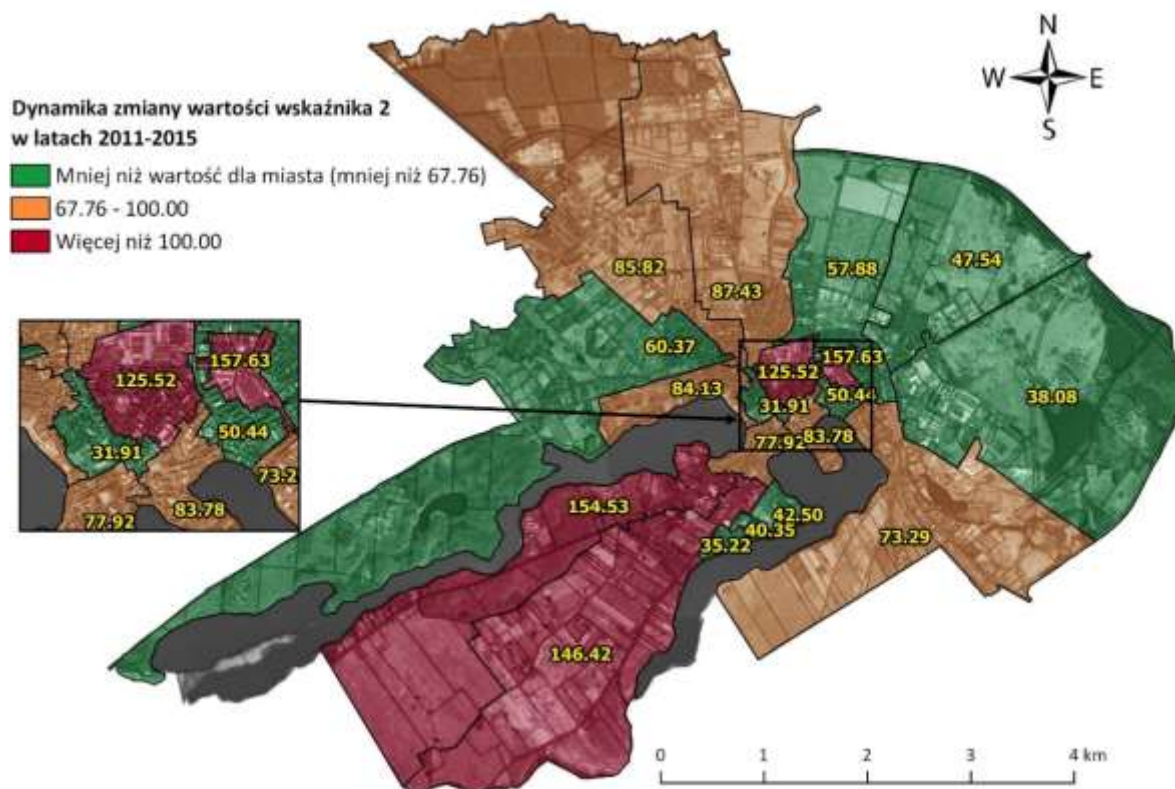 N
W E
S
Dynamika zmiany wartości wskaźnika 2
w latach 2011-2015
Mniej niż wartość dla miasta (mniej niż 67.76)
67.76 - 100.00
Więcej niż 100.00
85.82
87.43
57.88
47.54
60.37
84.13
125.52
157.63
31.91
50.44
77.92
83.78
38.08
157.63
125.52
50.44
31.91
73.2
83.78
77.92
154.53
42.50
40.35
35.22
73.29
146.42
0 1 2 3 4 km